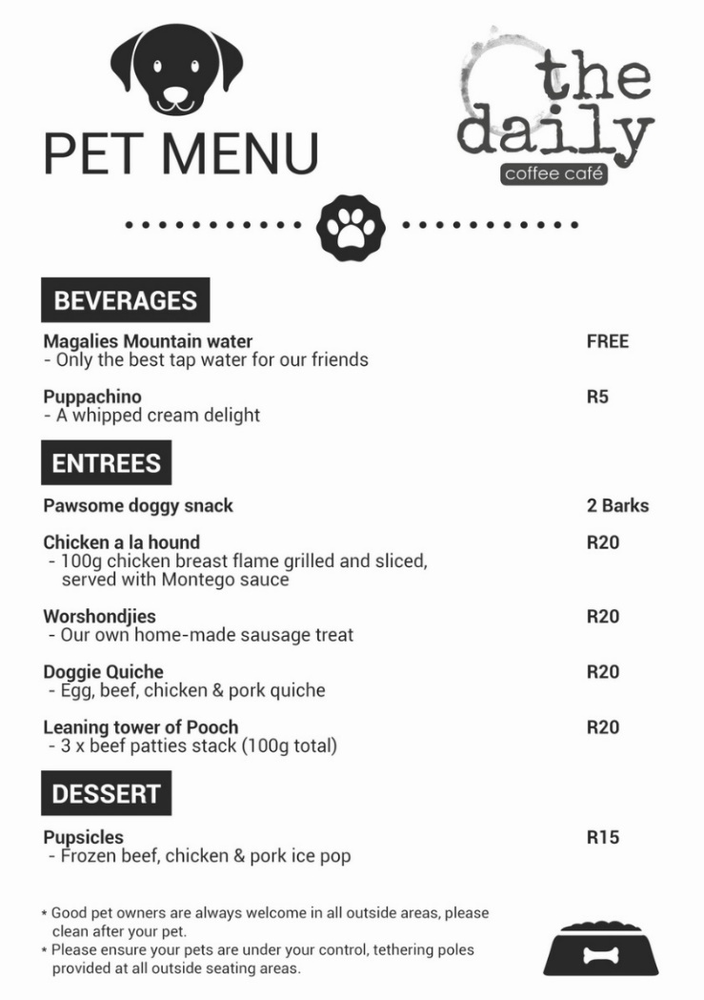 PET MENU
the
daily
coffee café
BEVERAGES
Magalies Mountain water FREE
- Only the best tap water for our friends
Puppachino R5
- A whipped cream delight
ENTREES
Pawsome doggy snack 2 Barks
Chicken a la hound R20
- 100g chicken breast flame grilled and sliced,
served with Montego sauce
Worshondjies R20
- Our own home-made sausage treat
Doggie Quiche R20
- Egg, beef, chicken & pork quiche
Leaning tower of Pooch R20
- 3 x beef patties stack (100g total)
DESSERT
Pupsicles R15
- Frozen beef, chicken & pork ice pop
* Good pet owners are always welcome in all outside areas, please
clean after your pet.
* Please ensure your pets are under your control, tethering poles
provided at all outside seating areas.